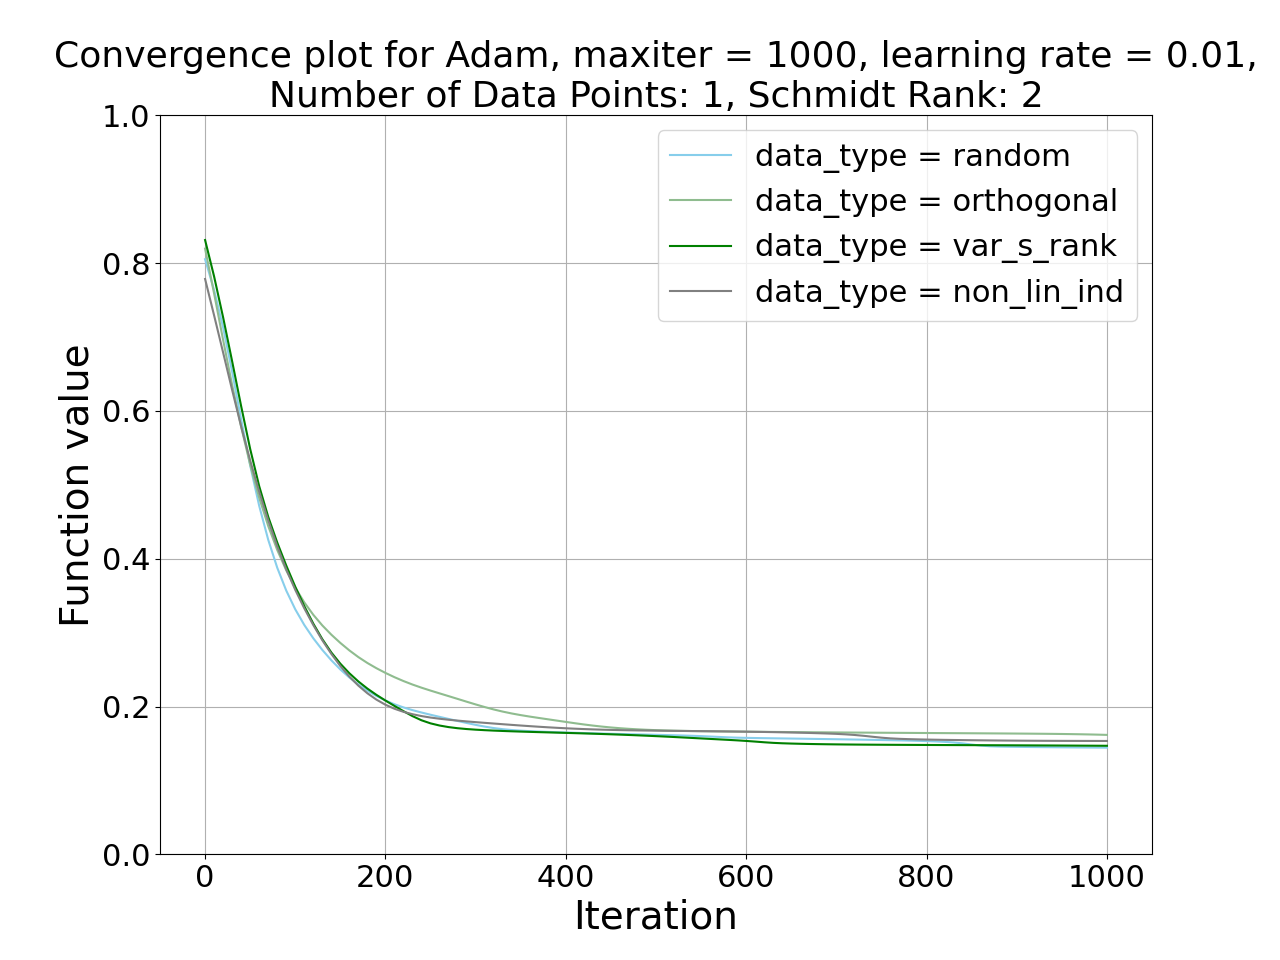 Convergence plot for Adam, maxiter = 1000, learning rate = 0.01,
Number of Data Points: 1, Schmidt Rank: 2
1.0
0.8
0.6
0.4
0.2
0.0
Function value
data_type = random
data_type = orthogonal
data_type = var_s_rank
data_type = non_lin_ind
0
200
400
600
800
1000
Iteration